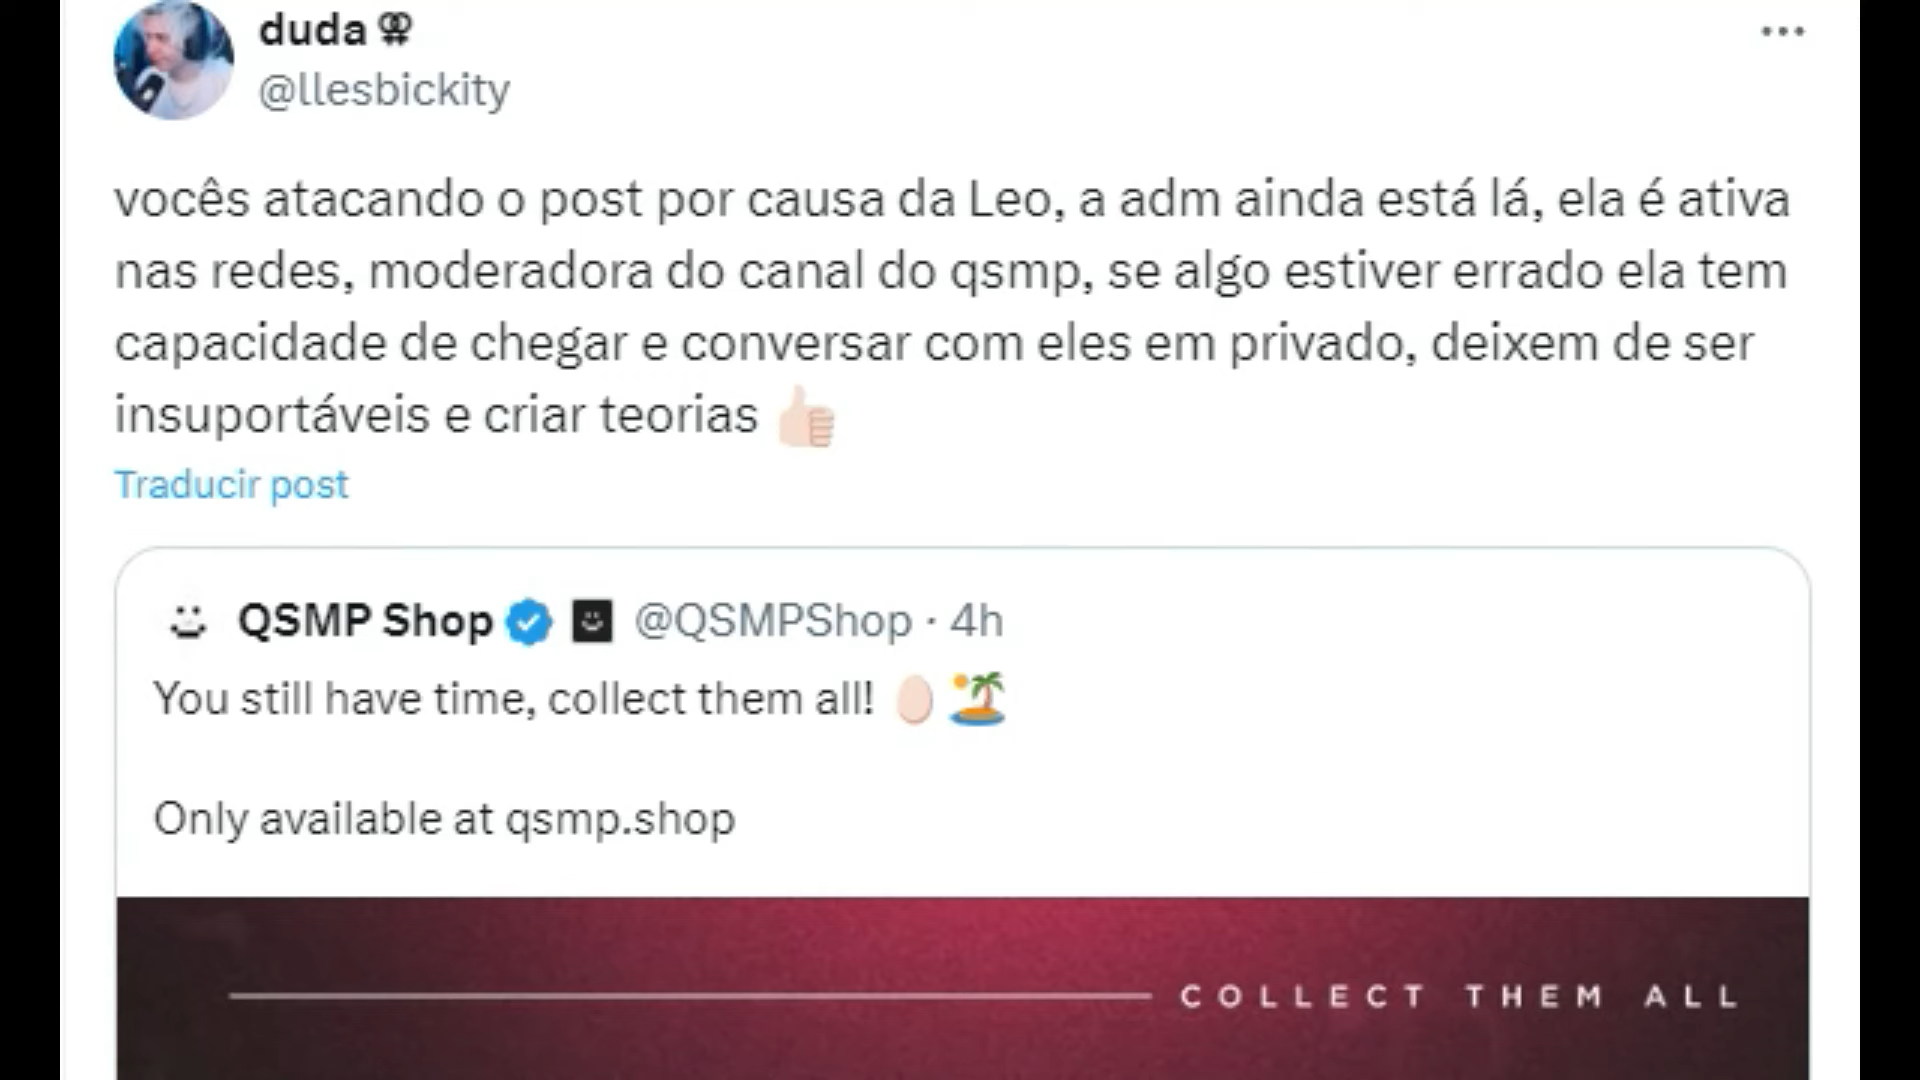 duda ⚢
@llesbickity
vocês atacando o post por causa da Leo, a adm ainda está lá, ela é ativa
nas redes, moderadora do canal do qsmp, se algo estiver errado ela tem
capacidade de chegar e conversar com eles em privado, deixem de ser
insuportáveis e criar teorias 👍🏻
Traducir post
QSMP Shop @QSMPShop · 4h
You still have time, collect them all! 🥚🏝️
Only available at qsmp.shop
COLLECT THEM ALL